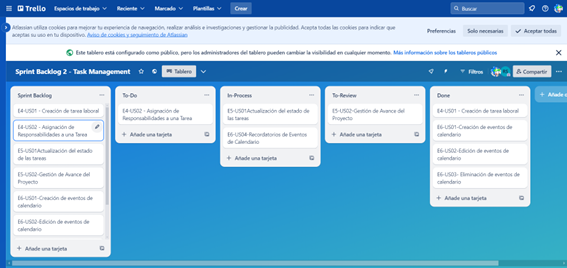 Trello Espacios de trabajo Reciente Marcado Plantillas Crear Buscar
Atlassian utiliza cookies para mejorar tu experiencia de navegación, realizar análisis e investigaciones y gestionar la publicidad. Acepta todas las cookies para indicar que
aceptas su uso en tu dispositivo. Aviso de cookies y seguimiento de Atlassian
Preferencias Solo necesarias Aceptar todas
Este tablero está configurado como público, pero los administradores del tablero pueden cambiar la visibilidad en cualquier momento. Más información sobre los tableros públicos
Sprint Backlog 2 - Task Management Tablero Filtros Compartir
Sprint Backlog
E4-US01 - Creación de tarea laboral
E4-US02 - Asignación de
Responsabilidades a una Tarea
E5-US01Actualización del estado
de las tareas
E5-US02-Gestión de Avance del
Proyecto
E6-US01-Creación de eventos de
calendario
E6-US02-Edición de eventos de
calendario
Añade una tarjeta
To-Do
E4-US02 - Asignación de
Responsabilidades a una Tarea
Añade una tarjeta
In-Process
E5-US01Actualización del estado de
las tareas
E6-US04-Recordatorios de Eventos
de Calendario
Añade una tarjeta
To-Review
E5-US02-Gestión de Avance del
Proyecto
Añade una tarjeta
Done
E4-US01 - Creación de tarea laboral
E6-US01-Creación de eventos de
calendario
E6-US02-Edición de eventos de
calendario
E6-US03- Eliminación de eventos de
calendario
Añade una tarjeta